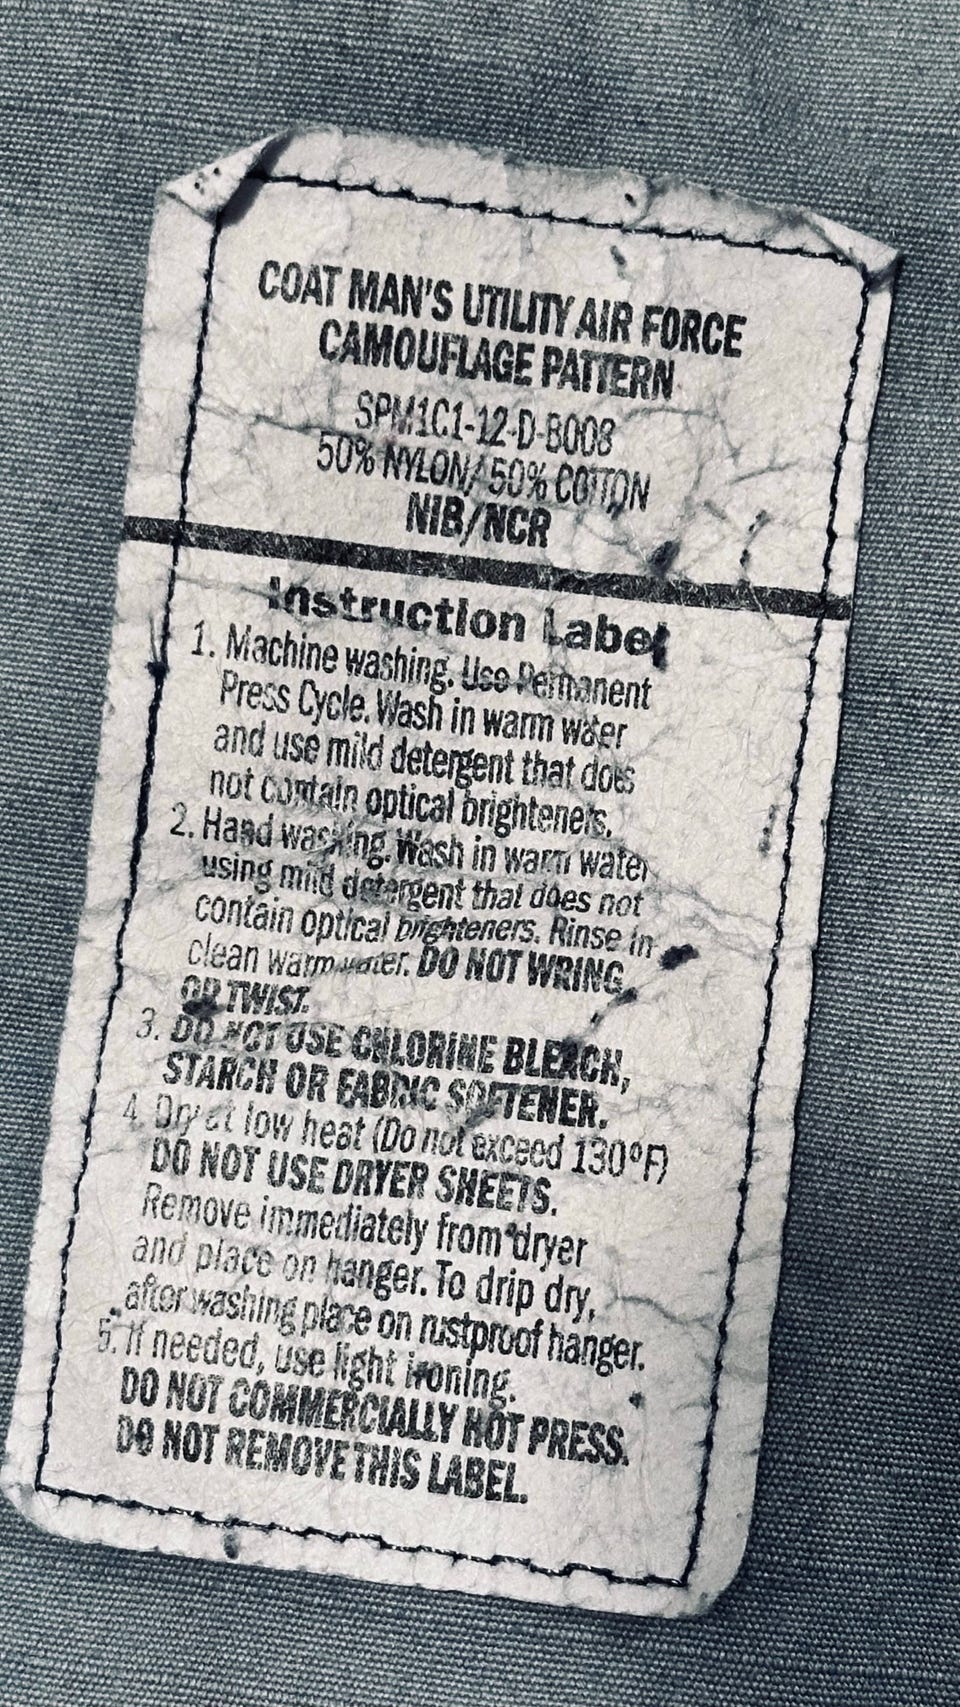 COAT MAN'S UTILITY AIR FORCE
CAMOUFLAGE PATTERN
SPM1C1-12-D-B008
50% NYLON/ 50% COTTON
NIB/NCR
Instruction Label
1. Machine washing. Use Permanent
Press Cycle. Wash in warm water
and use mild detergent that does
not contain optical brighteners.
2. Hand washing. Wash in warm water
using mild detergent that does not
contain optical brighteners. Rinse in
clean warm water. DO NOT WRING
OR TWIST.
3. DO NOT USE CHLORINE BLEACH,
STARCH OR FABRIC SOFTENER.
4. Dry at low heat (Do not exceed 130°F)
DO NOT USE DRYER SHEETS.
Remove immediately from dryer
and place on hanger. To drip dry,
after washing place on rustproof hanger.
5. If needed, use light ironing.
DO NOT COMMERCIALLY HOT PRESS.
DO NOT REMOVE THIS LABEL.